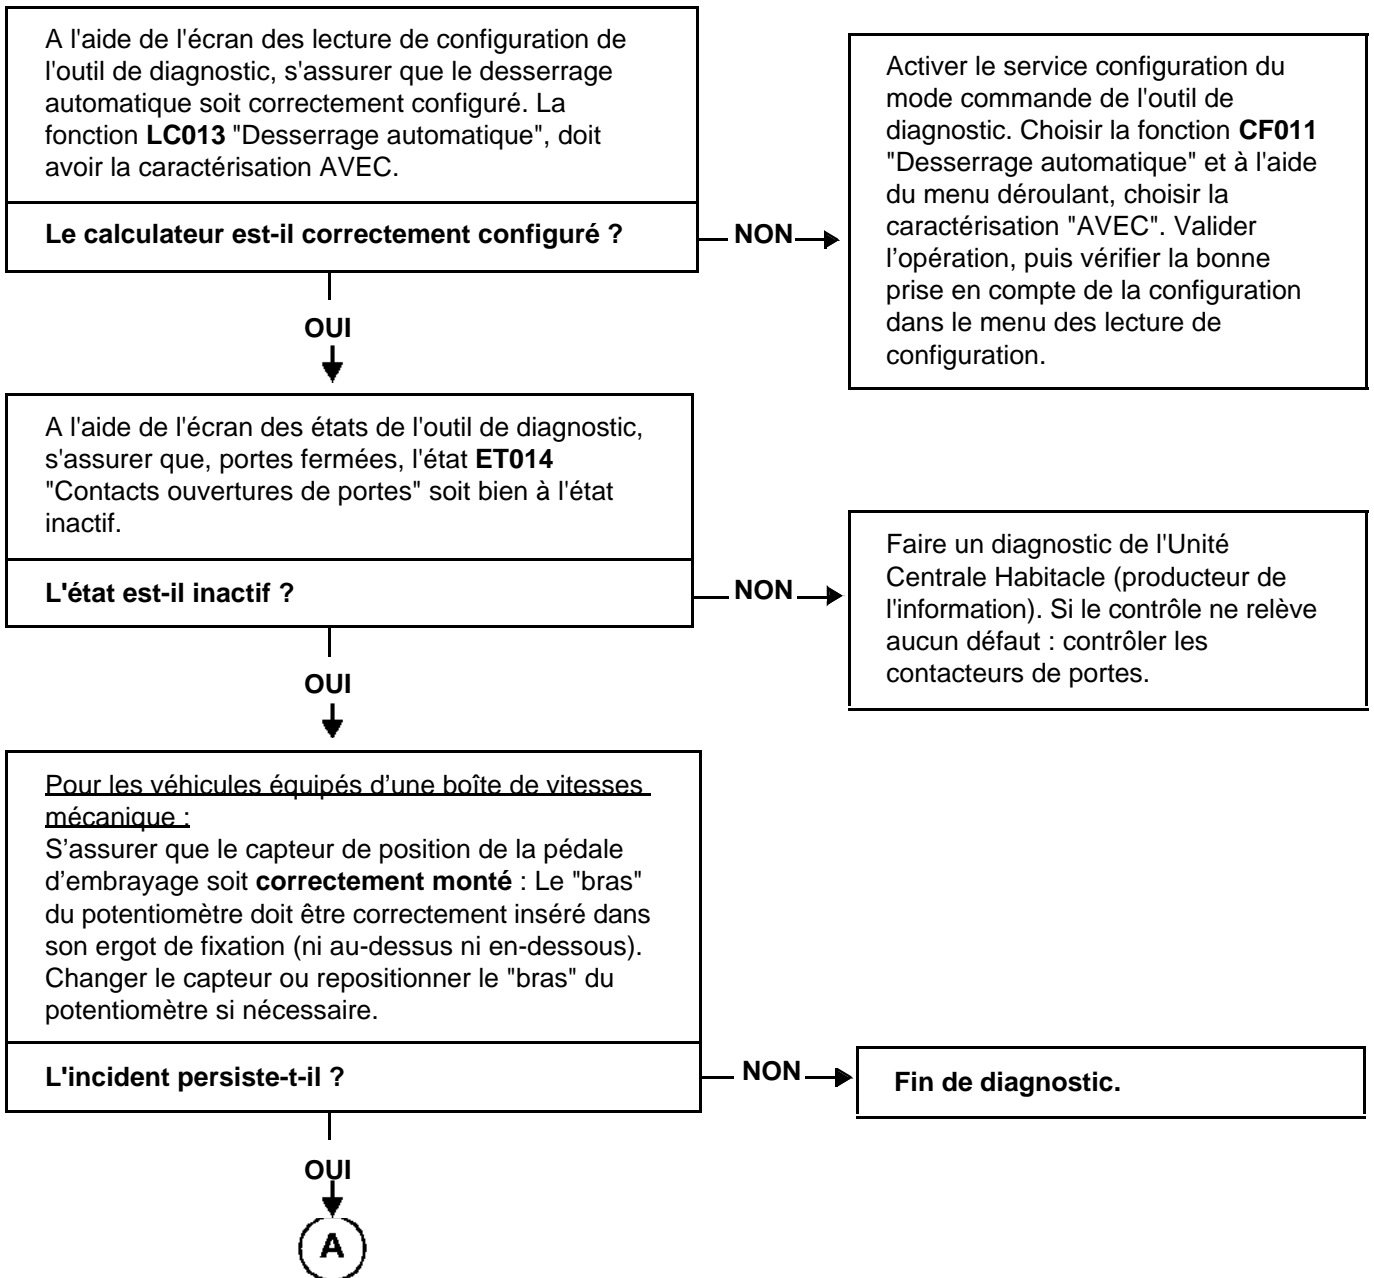 A l'aide de l'écran des lecture de configuration de
l'outil de diagnostic, s'assurer que le desserrage
automatique soit correctement configuré. La
fonction LC013 "Desserrage automatique", doit
avoir la caractérisation AVEC.
Le calculateur est-il correctement configuré ?
NON
Activer le service configuration du
mode commande de l'outil de
diagnostic. Choisir la fonction CF011
"Desserrage automatique" et à l'aide
du menu déroulant, choisir la
caractérisation "AVEC". Valider
l’opération, puis vérifier la bonne
prise en compte de la configuration
dans le menu des lecture de
configuration.
OUI
A l'aide de l'écran des états de l'outil de diagnostic,
s'assurer que, portes fermées, l'état ET014
"Contacts ouvertures de portes" soit bien à l'état
inactif.
L'état est-il inactif ?
NON
Faire un diagnostic de l'Unité
Centrale Habitacle (producteur de
l'information). Si le contrôle ne relève
aucun défaut : contrôler les
contacteurs de portes.
OUI
Pour les véhicules équipés d’une boîte de vitesses
mécanique :
S’assurer que le capteur de position de la pédale
d’embrayage soit correctement monté : Le "bras"
du potentiomètre doit être correctement inséré dans
son ergot de fixation (ni au-dessus ni en-dessous).
Changer le capteur ou repositionner le "bras" du
potentiomètre si nécessaire.
L'incident persiste-t-il ?
NON
Fin de diagnostic.
OUI
A